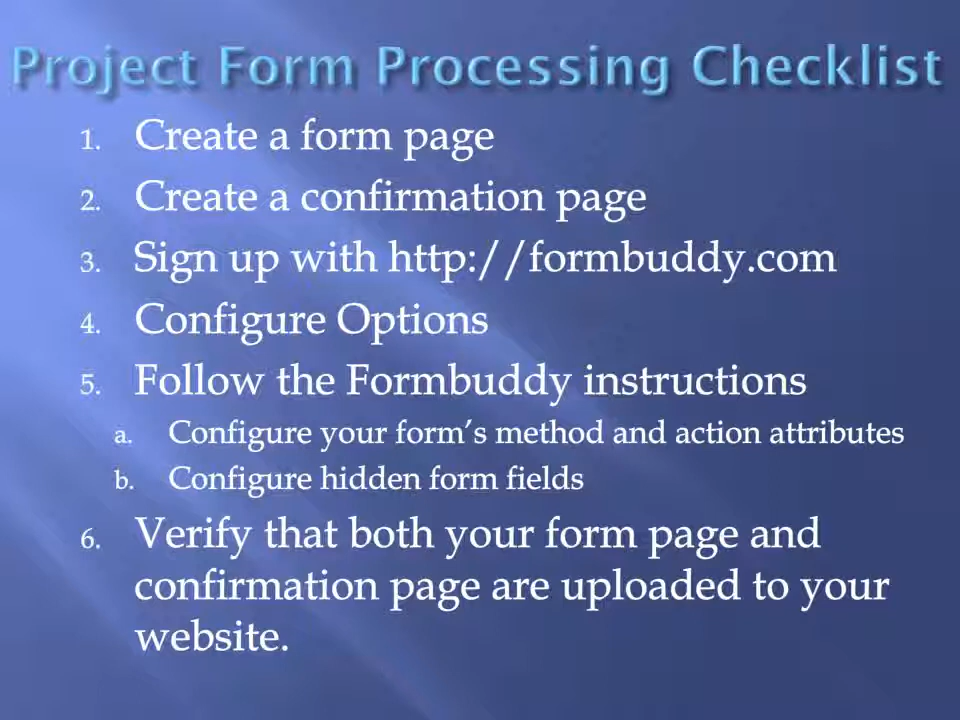 Project Form Processing Checklist
1. Create a form page
2. Create a confirmation page
3. Sign up with http://formbuddy.com
4. Configure Options
5. Follow the Formbuddy instructions
a. Configure your form’s method and action attributes
b. Configure hidden form fields
6. Verify that both your form page and
confirmation page are uploaded to your
website.